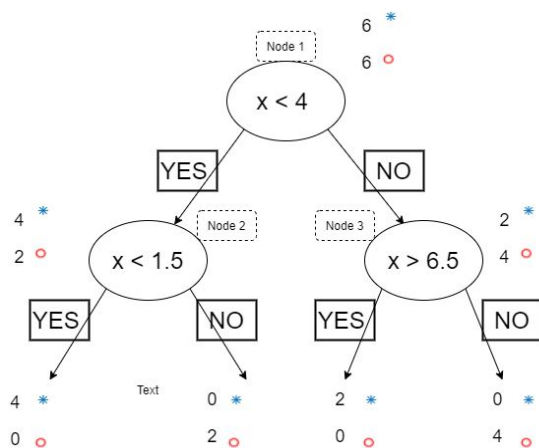 Node 1
6 *
6 o
x < 4
YES
NO
4 *
2 o
Node 2
Node 3
2 *
4 o
x < 1.5
x > 6.5
YES
NO
YES
NO
Text
4 *
0 o
0 *
2 o
2 *
0 o
0 *
4 o